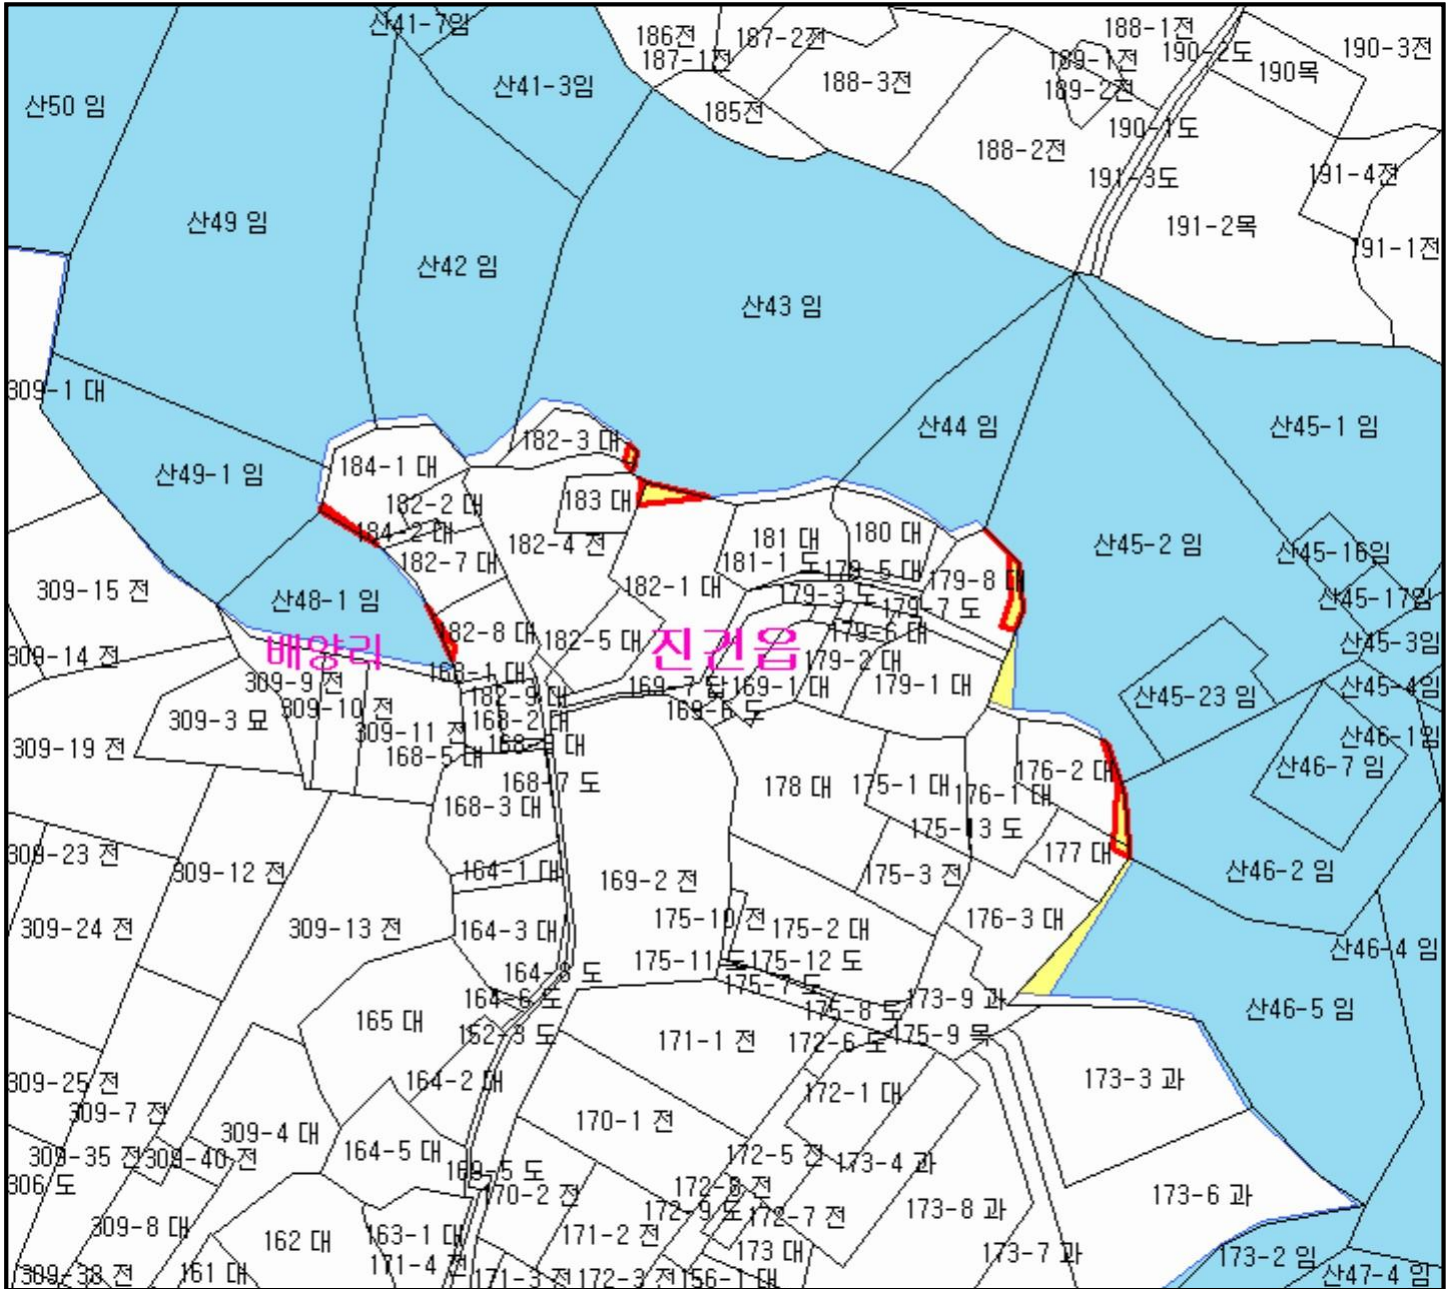 산41-7임
186전
187-2전
188-1전
187-1전
190-2도
190-3전
189-1전
190목
188-3전
산41-3임
189-2전
산50 임
185전
190-1도
188-2전
191-3도
191-4전
산49 임
191-2목
191-1전
산42 임
산43 임
309-1 대
산44 임
산45-1 임
182-3 대
184-1 대
산49-1 임
183 대
182-2 대
184-2 대
180 대
181 대
182-4 전
산45-2 임
산45-16임
182-7 대
181-1 도
179-5 대
179-8 대
182-1 대
309-15 전
산48-1 임
179-3 도
산45-17임
179-7 도
182-8 대
179-6 대
182-5 대
산45-3임
진건읍
배양리
309-14 전
179-2 대
168-1 대
309-9 전
179-1 대
169-7 답
169-1 대
산45-4임
182-9 대
산45-23 임
309-10 전
169-6 도
309-3 묘
168-2 대
309-11 전
산46-1임
309-19 전
168-5 대
산46-7 임
176-2 대
168-7 도
178 대
175-1 대
176-1 대
168-3 대
175-13 도
309-23 전
177 대
309-12 전
164-1 대
175-3 전
산46-2 임
169-2 전
175-10 전
176-3 대
309-24 전
309-13 전
164-3 대
175-2 대
산46-4 임
175-11 도
175-12 도
164-8 도
175-7 도
164-6 도
173-9 과
산46-5 임
175-8 도
165 대
152-3 도
175-9 목
171-1 전
172-6 도
309-25 전
164-2 대
173-3 과
172-1 대
309-7 전
170-1 전
309-4 대
164-5 대
172-5 전
309-35 전
309-40 전
173-4 과
306 도
172-8 전
170-2 전
173-6 과
172-9 도
173-8 과
172-7 전
309-8 대
163-1 대
171-2 전
162 대
173 대
173-7 과
173-2 임
171-4 전
309-38 전
161 대
171-3 전
172-3 전
156-1 대
산47-4 임